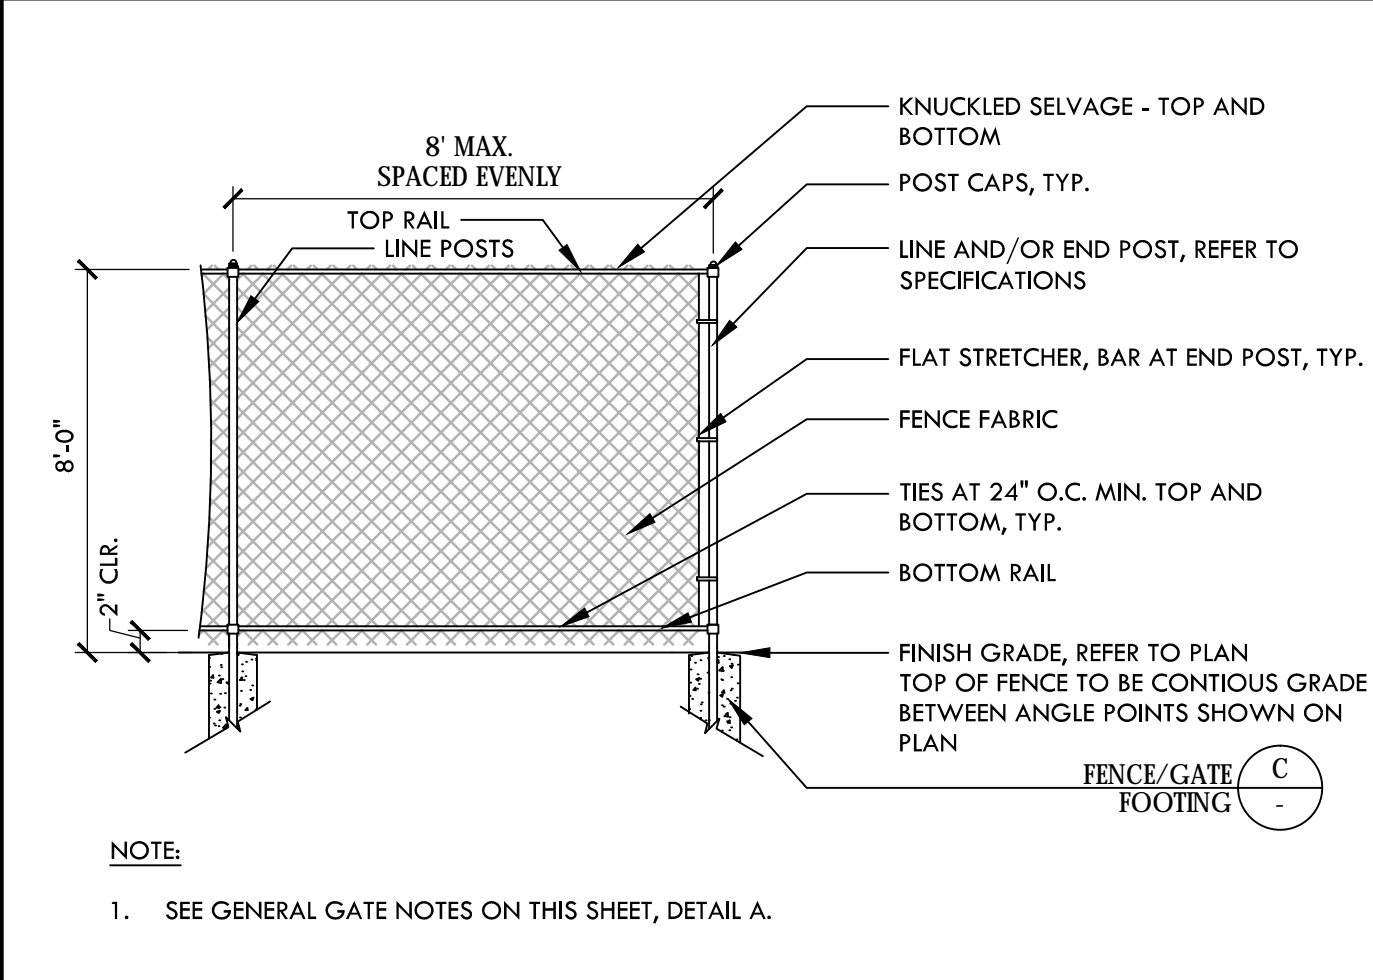 KNUCKLED SELVAGE - TOP AND
BOTTOM
8' MAX.
SPACED EVENLY
POST CAPS, TYP.
TOP RAIL
LINE POSTS
LINE AND/OR END POST, REFER TO
SPECIFICATIONS
FLAT STRETCHER, BAR AT END POST, TYP.
FENCE FABRIC
8'-0"
TIES AT 24" O.C. MIN. TOP AND
BOTTOM, TYP.
2" CLR.
BOTTOM RAIL
FINISH GRADE, REFER TO PLAN
TOP OF FENCE TO BE CONTIOUS GRADE
BETWEEN ANGLE POINTS SHOWN ON
PLAN
FENCE/GATE
FOOTING
C
-
NOTE:
1. SEE GENERAL GATE NOTES ON THIS SHEET, DETAIL A.